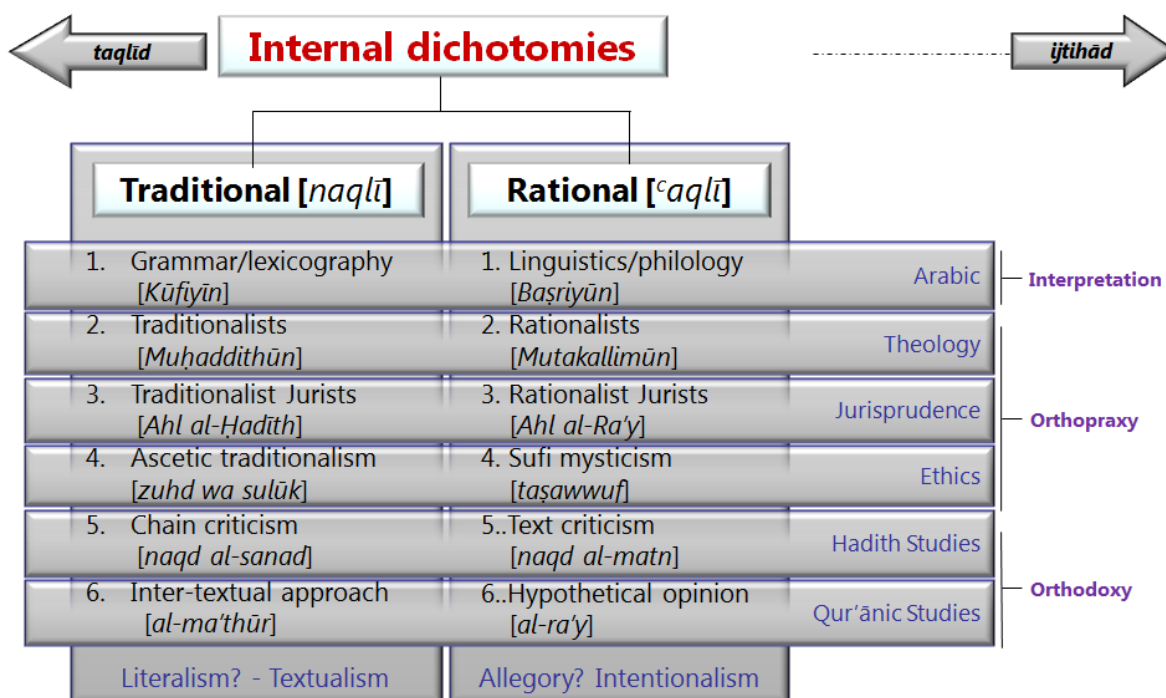 taqlīd
Internal dichotomies
ijtihād
Traditional [naqlī]
Rational [ᶜaqlī]
1. Grammar/lexicography
[Kūfiyīn]
1. Linguistics/philology
[Baṣriyūn]
Arabic
Interpretation
2. Traditionalists
[Muḥaddithūn]
2. Rationalists
[Mutakallimūn]
Theology
3. Traditionalist Jurists
[Ahl al-Ḥadīth]
3. Rationalist Jurists
[Ahl al-Ra'y]
Jurisprudence
Orthopraxy
4. Ascetic traditionalism
[zuhd wa sulūk]
4. Sufi mysticism
[taṣawwuf]
Ethics
5. Chain criticism
[naqd al-sanad]
5..Text criticism
[naqd al-matn]
Hadith Studies
Orthodoxy
6. Inter-textual approach
[al-ma'thūr]
6..Hypothetical opinion
[al-ra'y]
Qur'ānic Studies
Literalism? - Textualism
Allegory? Intentionalism